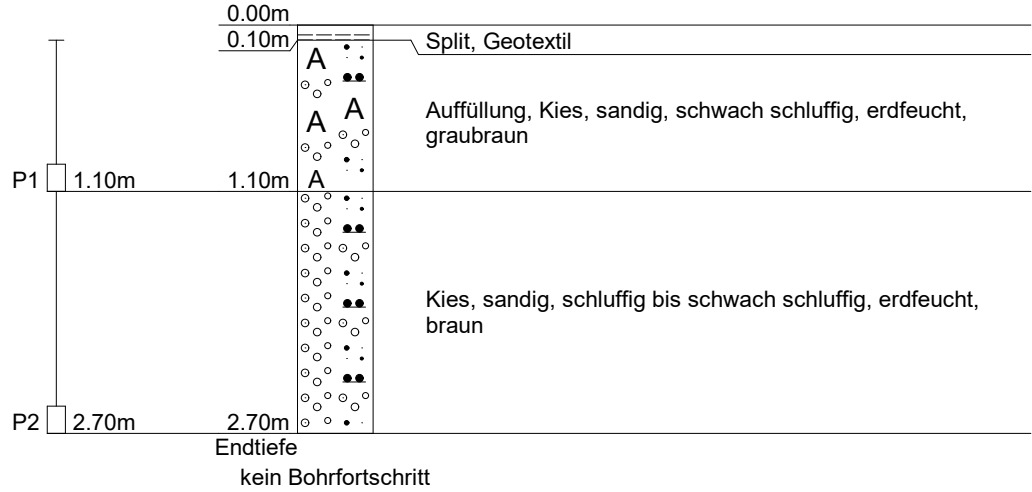 0.00m
0.10m
Split, Geotextil
A
Auffüllung, Kies, sandig, schwach schluffig, erdfeucht,
graubraun
A A
P1 1.10m 1.10m A
Kies, sandig, schluffig bis schwach schluffig, erdfeucht,
braun
P2 2.70m 2.70m
Endtiefe
kein Bohrfortschritt